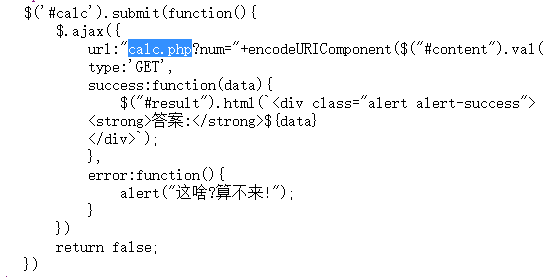 $('#calc').submit(function(){
$.ajax({
url:"calc.php?num="+encodeURIComponent($("#content").val(
type:'GET',
success:function(data){
$("#result").html(`<div class="alert alert-success">
<strong>答案:</strong>${data}
</div>`);
},
error:function(){
alert("这啥?算不来!");
}
})
return false;
})